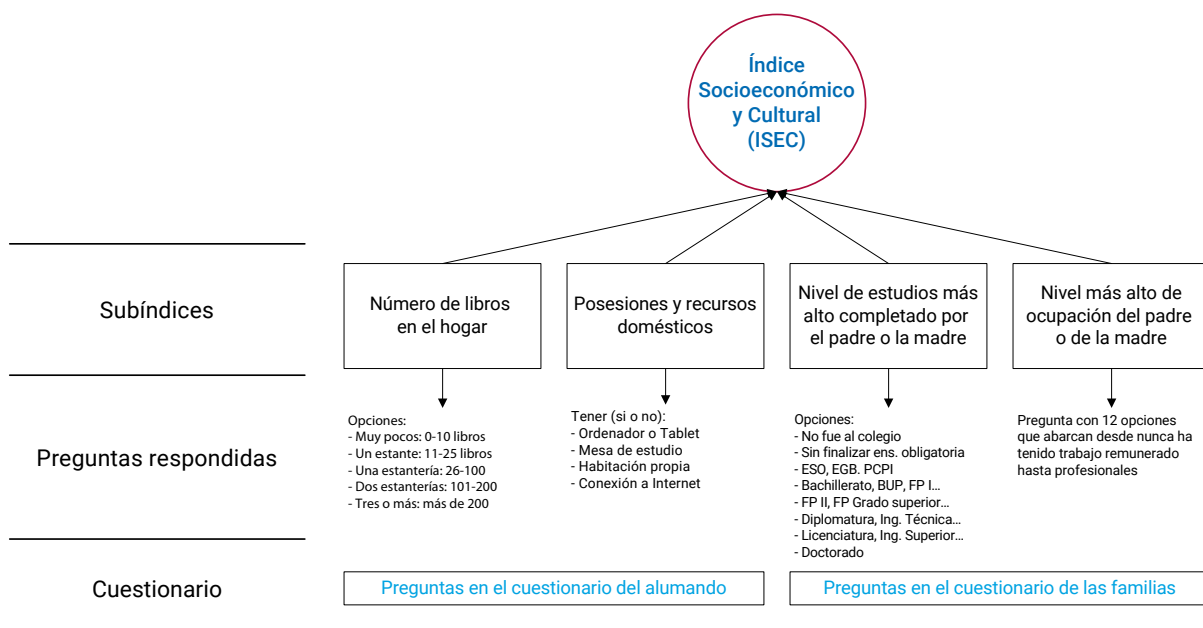 Índice
Socioeconómico
y Cultural
(ISEC)
Subíndices
Número de libros
en el hogar
Posesiones y recursos
domésticos
Nivel de estudios más
alto completado por
el padre o la madre
Nivel más alto de
ocupación del padre
o de la madre
Preguntas respondidas
Opciones:
- Muy pocos: 0-10 libros
- Un estante: 11-25 libros
- Una estantería: 26-100
- Dos estanterías: 101-200
- Tres o más: más de 200
Tener (si o no):
- Ordenador o Tablet
- Mesa de estudio
- Habitación propia
- Conexión a Internet
Opciones:
- No fue al colegio
- Sin finalizar ens. obligatoria
- ESO, EGB. PCPI
- Bachillerato, BUP, FP I...
- FP II, FP Grado superior...
- Diplomatura, Ing. Técnica...
- Licenciatura, Ing. Superior...
- Doctorado
Pregunta con 12 opciones
que abarcan desde nunca ha
tenido trabajo remunerado
hasta profesionales
Cuestionario
Preguntas en el cuestionario del alumando
Preguntas en el cuestionario de las familias